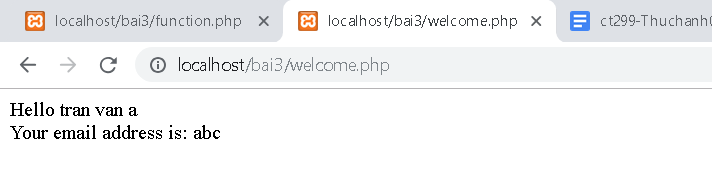 localhost/bai3/function.php
localhost/bai3/welcome.php
ct299-Thuchanh
localhost/bai3/welcome.php
Hello tran van a
Your email address is: abc